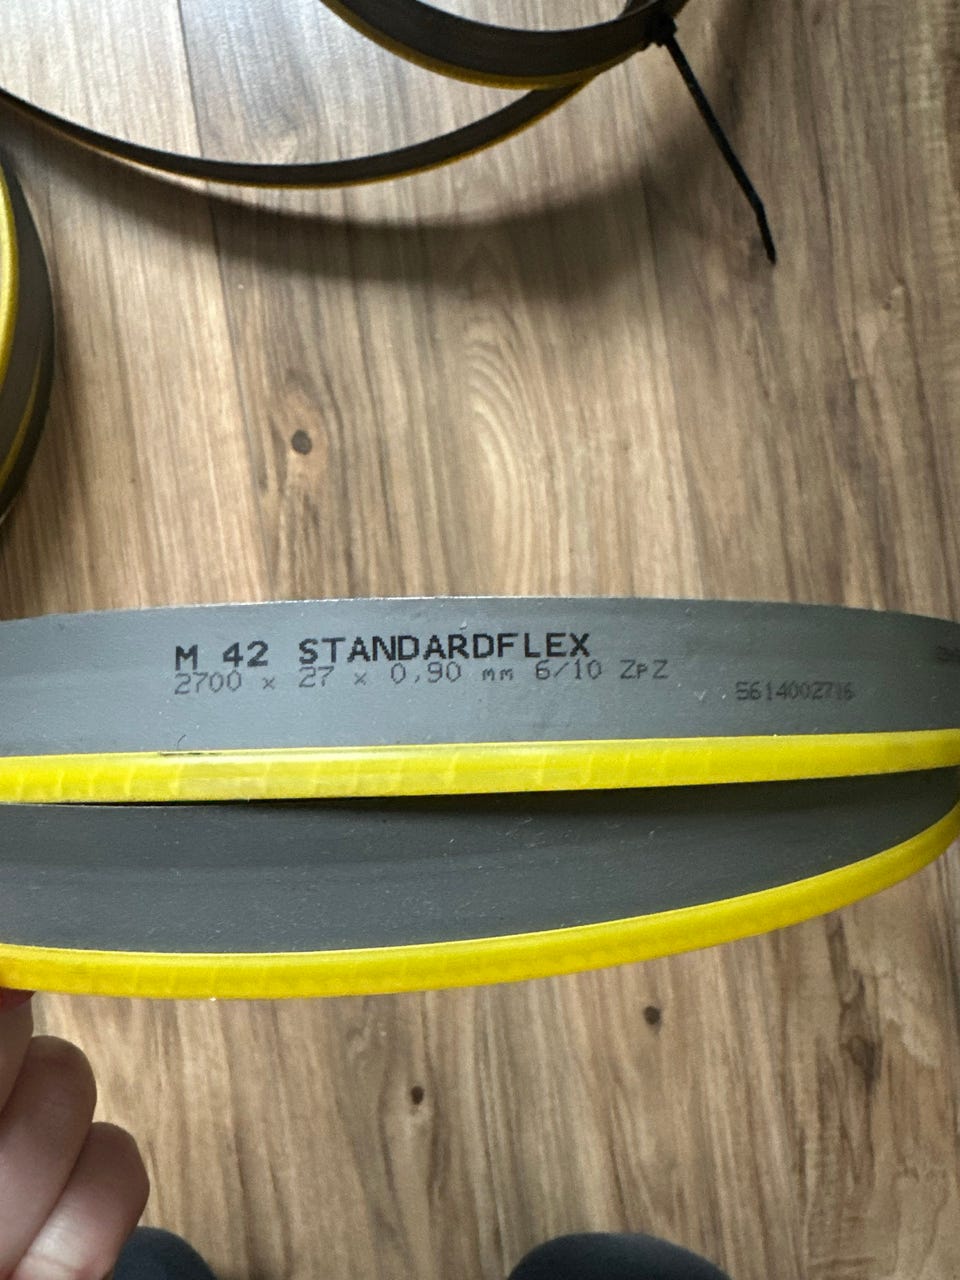 M 42 STANDARDFLEX
2700 x 27 x 0,90 mm 6/10 ZpZ
5614002716